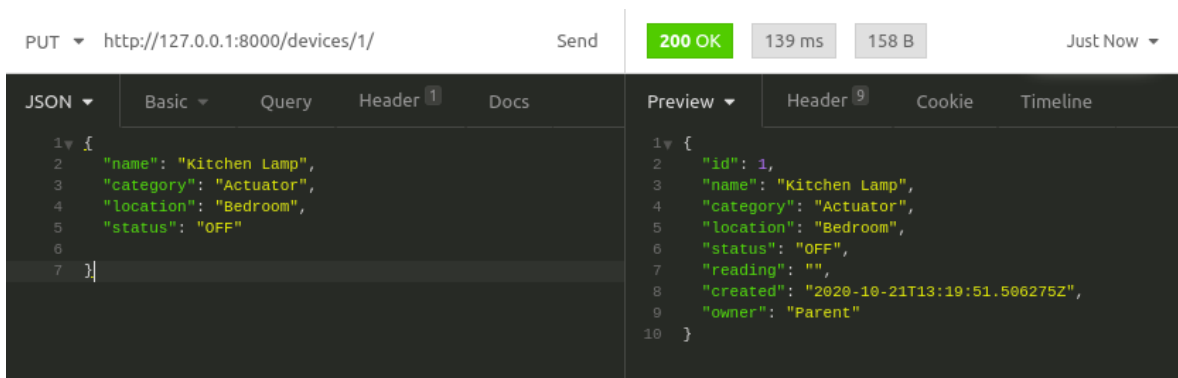 PUT http://127.0.0.1:8000/devices/1/ Send
200 OK 139 ms 158 B Just Now
JSON Basic Query Header 1 Docs
Preview Header 9 Cookie Timeline
1 {
2 "name": "Kitchen Lamp",
3 "category": "Actuator",
4 "location": "Bedroom",
5 "status": "OFF"
6
7 }
1 {
2 "id": 1,
3 "name": "Kitchen Lamp",
4 "category": "Actuator",
5 "location": "Bedroom",
6 "status": "OFF",
7 "reading": "",
8 "created": "2020-10-21T13:19:51.506275Z",
9 "owner": "Parent"
10 }